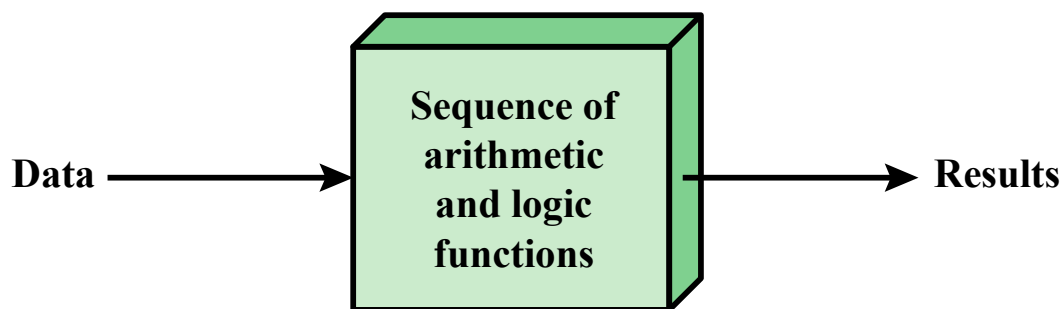 Data
Sequence of
arithmetic
and logic
functions
Results